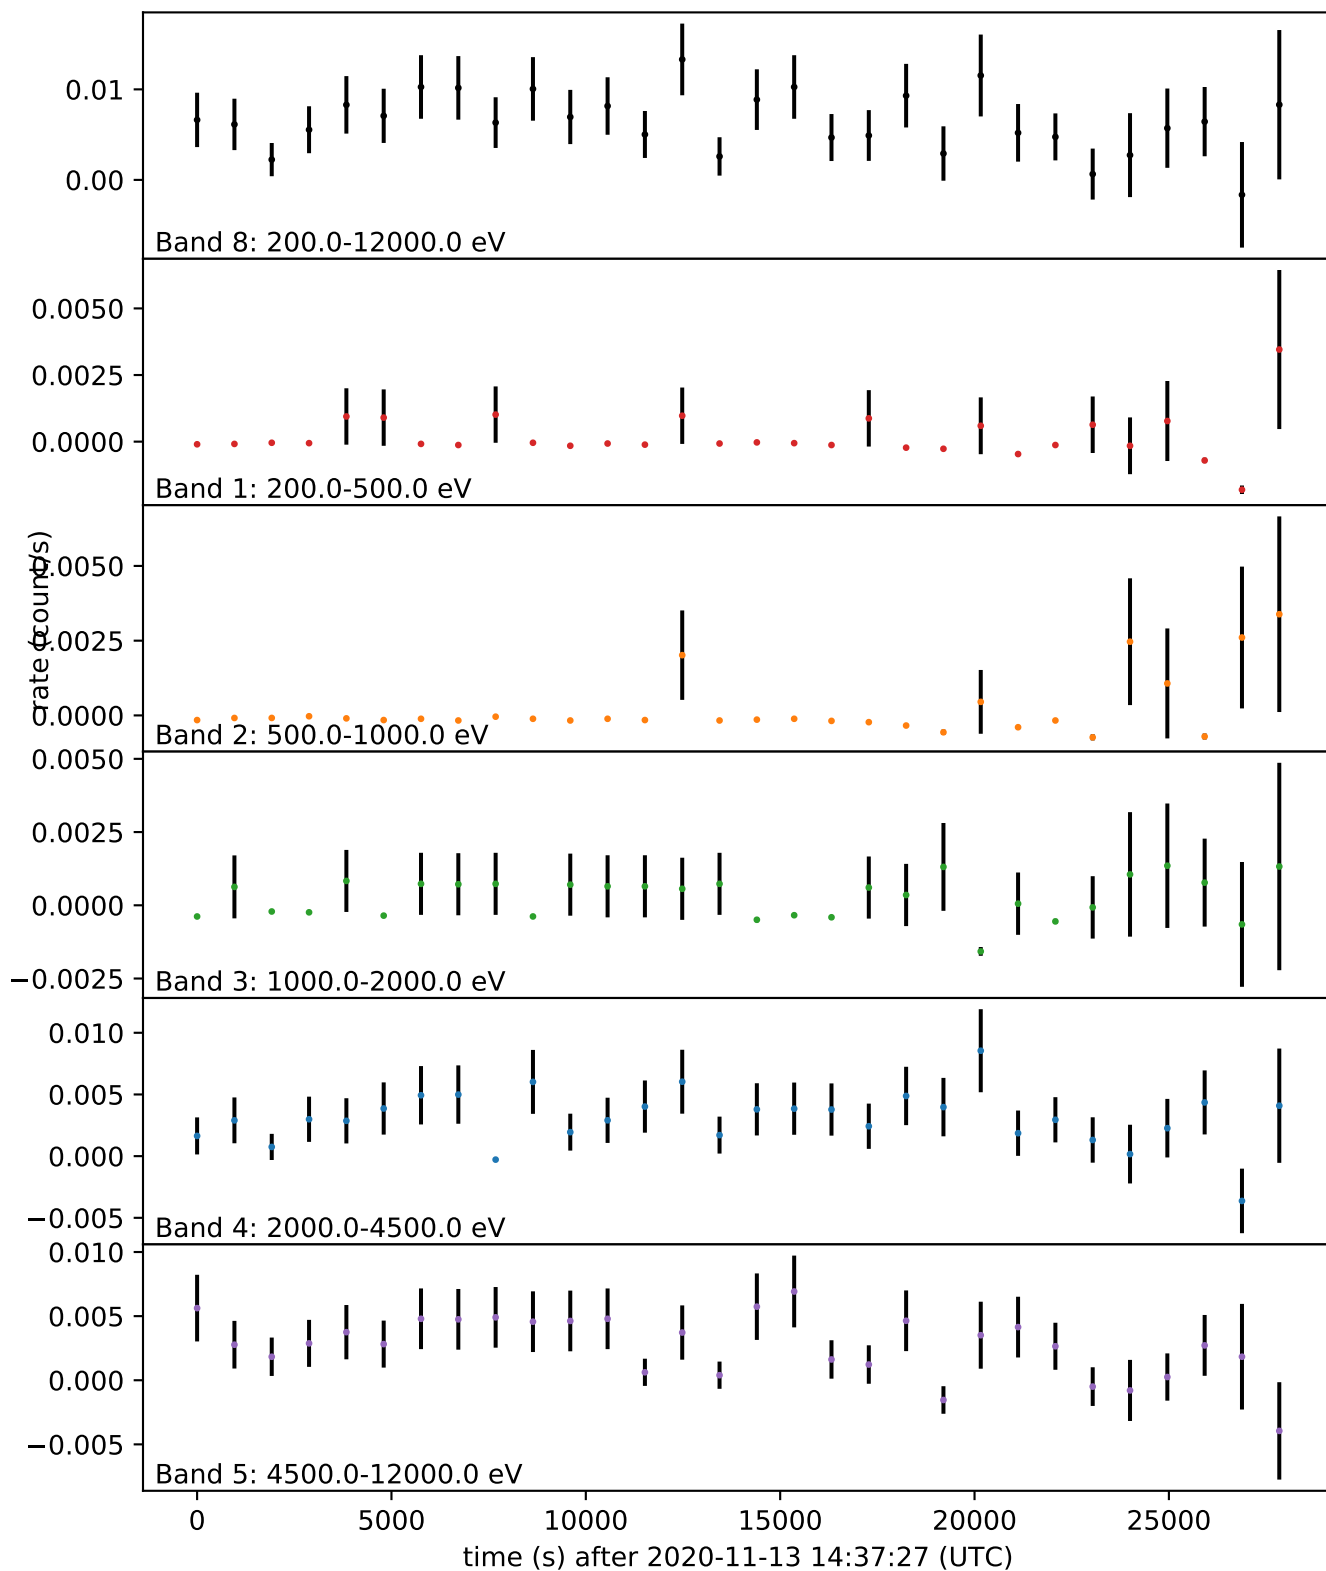 0.01
0.00
Band 8: 200.0-12000.0 eV
0.0050
0.0025
0.0000
Band 1: 200.0-500.0 eV
rate (count/s)
0.0050
0.0025
0.0000
Band 2: 500.0-1000.0 eV
0.0050
0.0025
0.0000
−0.0025
Band 3: 1000.0-2000.0 eV
0.010
0.005
0.000
−0.005
Band 4: 2000.0-4500.0 eV
0.010
0.005
0.000
−0.005
Band 5: 4500.0-12000.0 eV
0 5000 10000 15000 20000 25000
time (s) after 2020-11-13 14:37:27 (UTC)